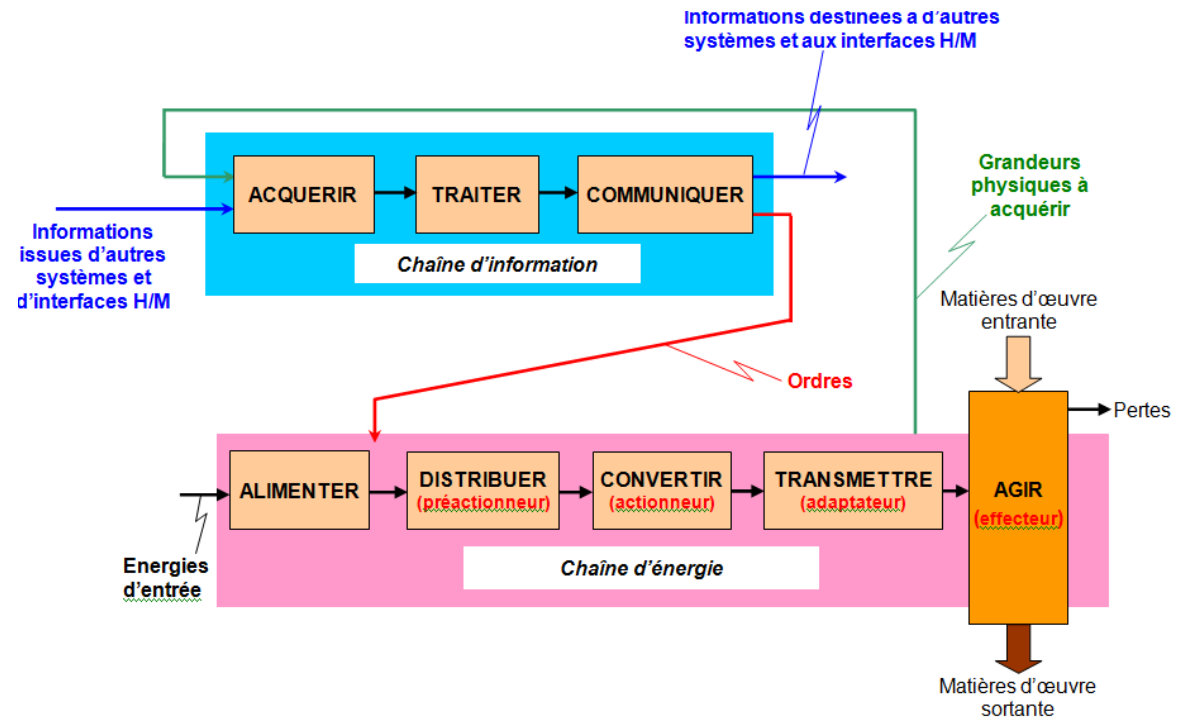 Informations destinées à d'autres
systèmes et aux interfaces H/M
ACQUERIR
TRAITER
COMMUNIQUER
Chaîne d'information
Informations
issues d'autres
systèmes et
d'interfaces H/M
Grandeurs
physiques à
acquérir
Matières d'œuvre
entrante
Ordres
Pertes
ALIMENTER
DISTRIBUER
(préactionneur)
CONVERTIR
(actionneur)
TRANSMETTRE
(adaptateur)
AGIR
(effecteur)
Energies
d'entrée
Chaîne d'énergie
Matières d'œuvre
sortante